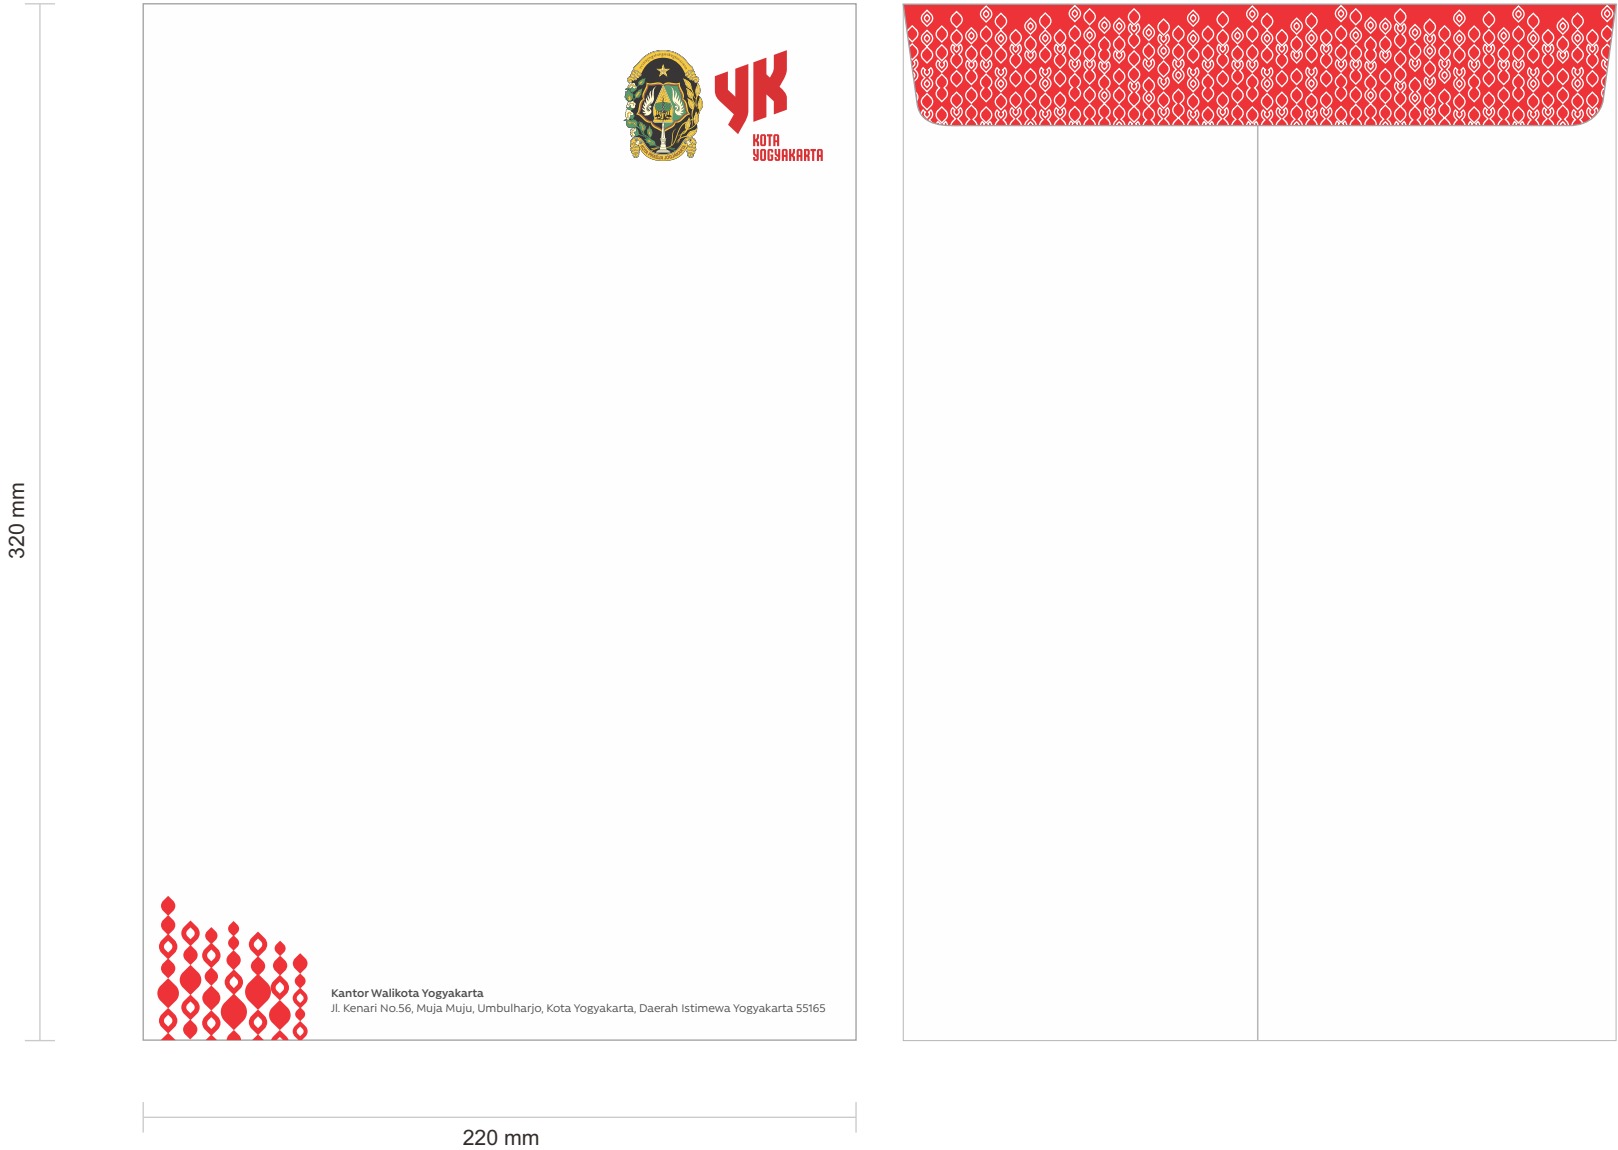 YK
KOTA
YOGYAKARTA
320 mm
Kantor Walikota Yogyakarta
Jl. Kenari No.56, Muja Muju, Umbulharjo, Kota Yogyakarta, Daerah Istimewa Yogyakarta 55165
220 mm